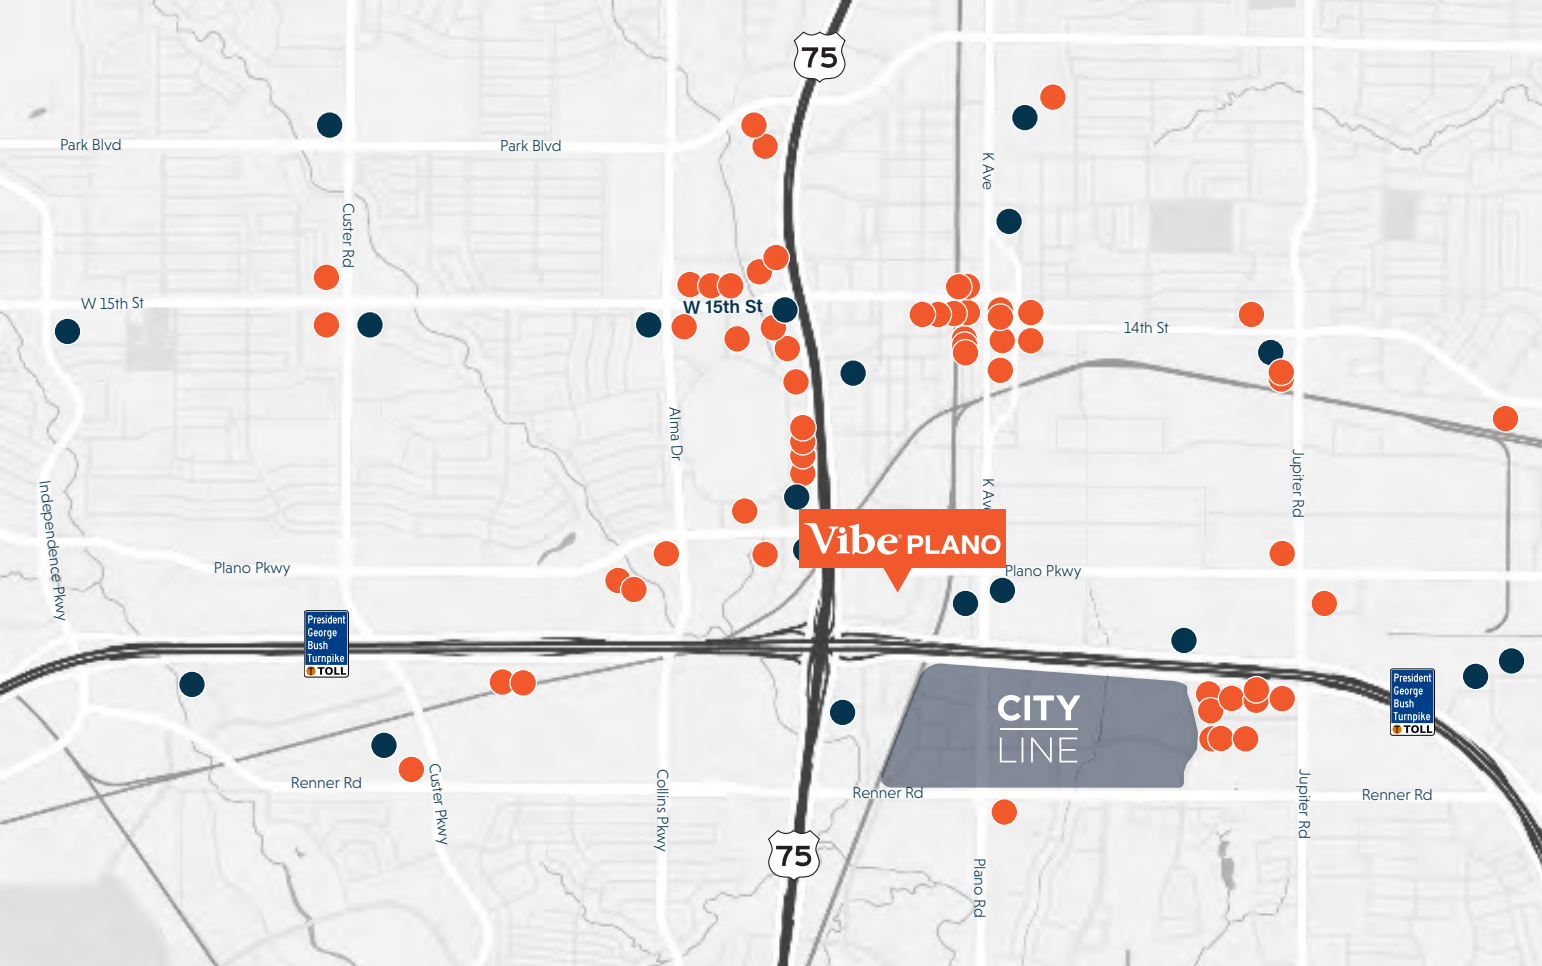 75
Park Blvd
Park Blvd
K Ave
Custer Rd
W 15th St
W 15th St
14th St
Alma Dr
Jupiter Rd
K Ave
Independence Pkwy
Vibe PLANO
Plano Pkwy
Plano Pkwy
President
George
Bush
Turnpike
TOLL
President
George
Bush
Turnpike
TOLL
CITY
LINE
Renner Rd
Renner Rd
Renner Rd
Custer Pkwy
Collins Pkwy
Jupiter Rd
75
Plano Rd